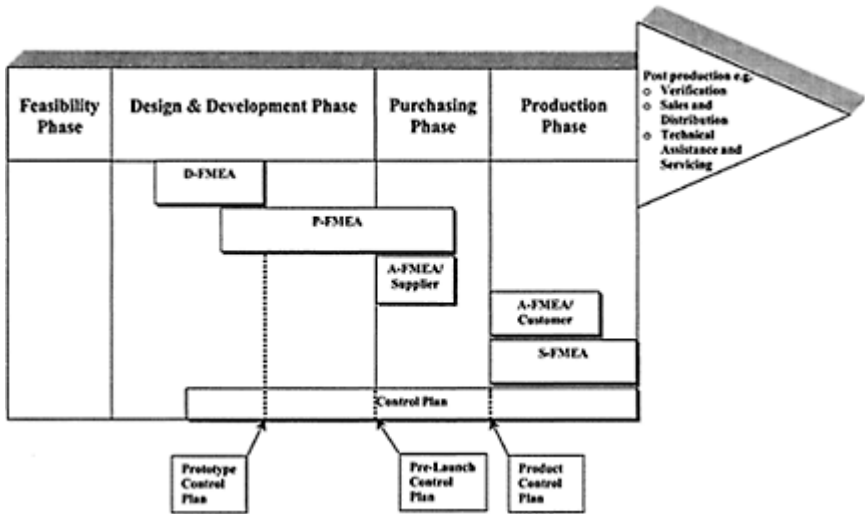 Feasibility
Phase
Design & Development Phase
Purchasing
Phase
Production
Phase
Post production e.g.
o Verification
o Sales and
Distribution
o Technical
Assistance and
Servicing
D-FMEA
P-FMEA
A-FMEA/
Supplier
A-FMEA/
Customer
S-FMEA
Control Plan
Prototype
Control
Plan
Pre-Launch
Control
Plan
Product
Control
Plan